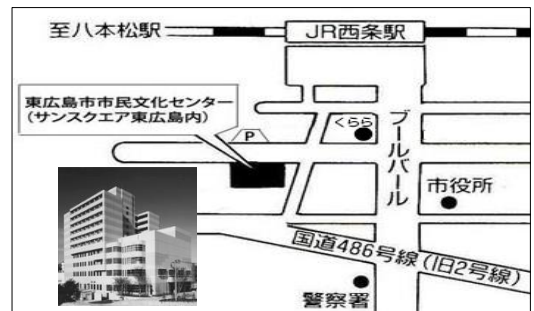 至八本松駅
JR西条駅
東広島市市民文化センター
(サンスクエア東広島内)
P
くらら
ブールバール
市役所
国道486号線(旧2号線)
警察署